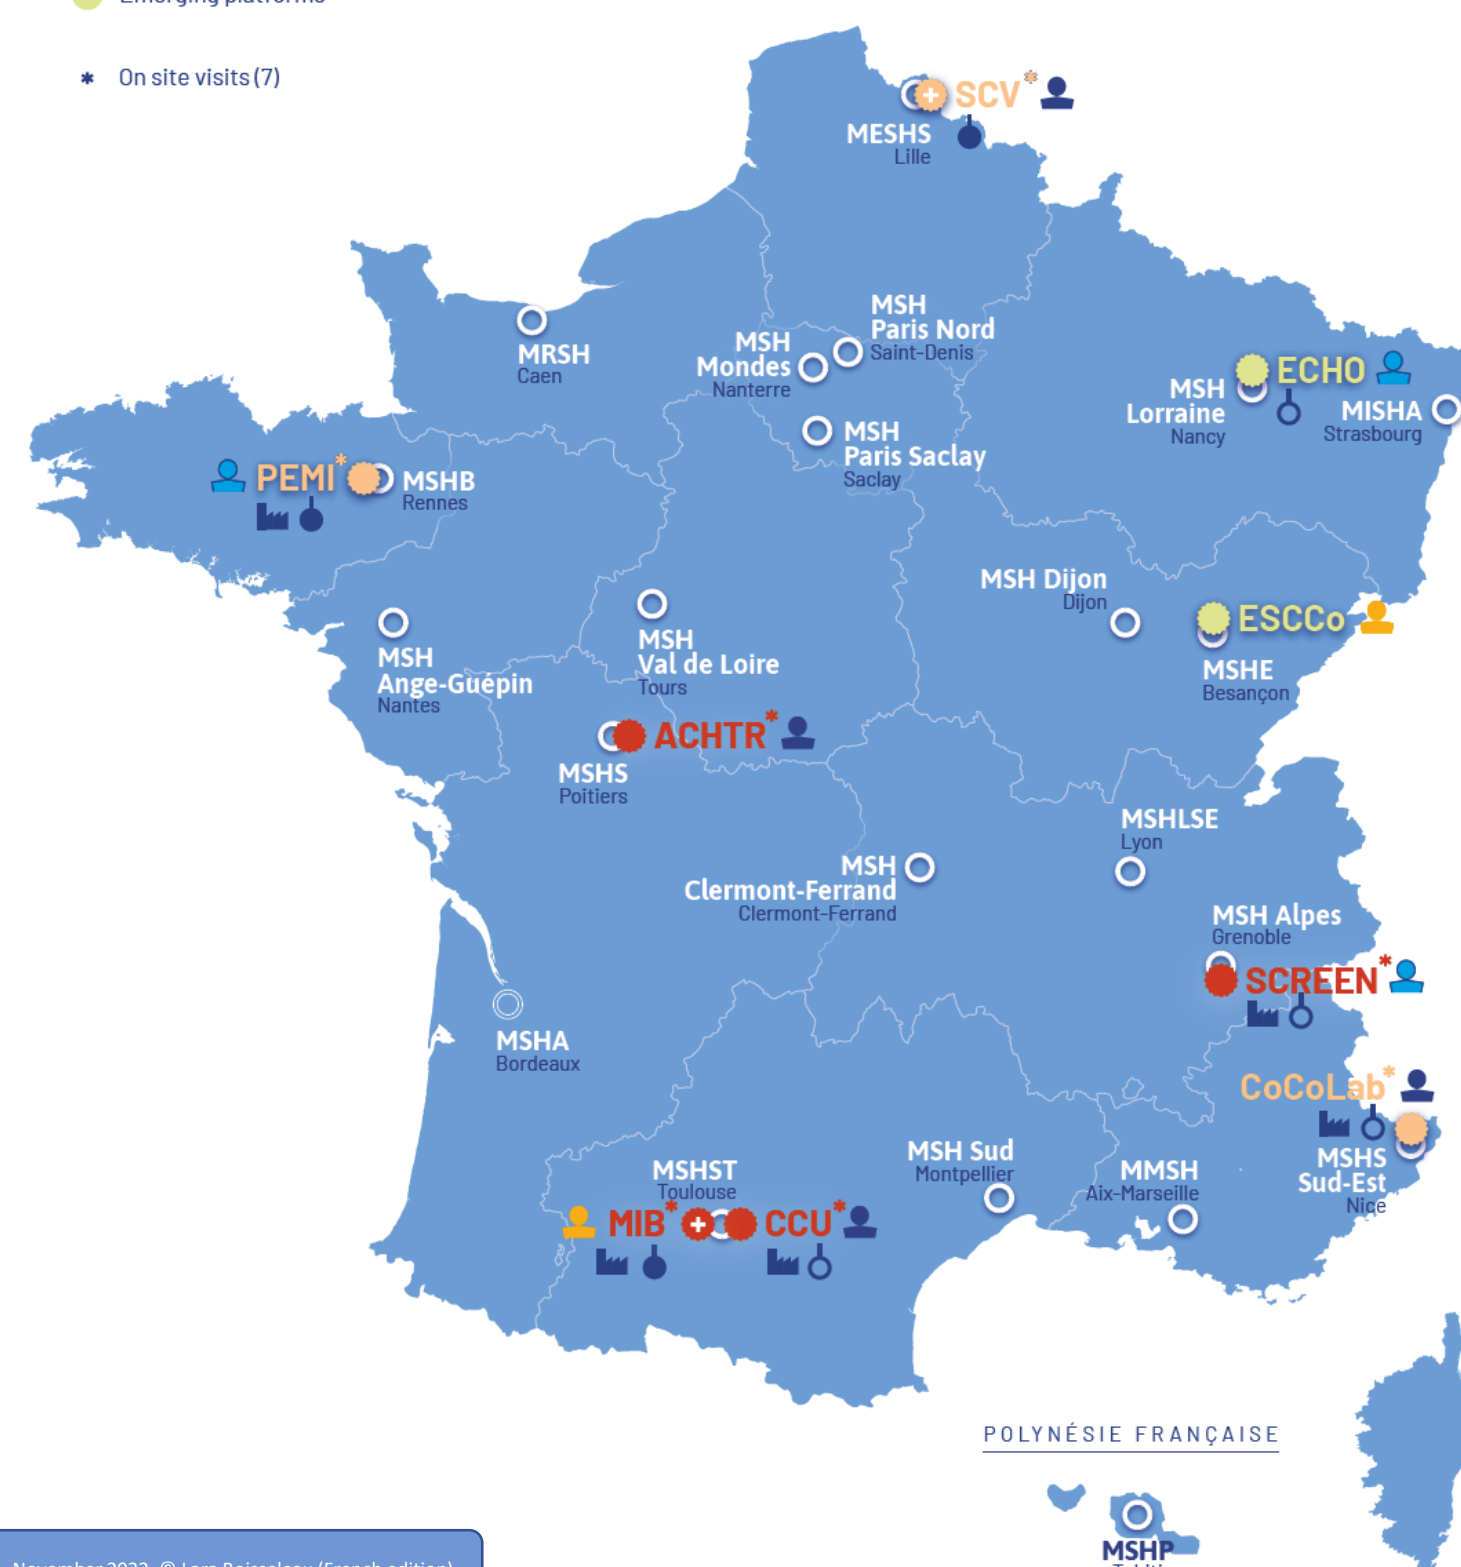 Emerging platforms
* On site visits (7)
SCV*
MESHS
Lille
MSH
Paris Nord
Saint-Denis
MSH
Mondes
Nanterre
MRSH
Caen
ECHO
MSH
Lorraine
Nancy
MISHA
Strasbourg
MSH
Paris Saclay
Saclay
PEMI*
MSHB
Rennes
MSH Dijon
Dijon
ESCCo
MSHE
Besançon
MSH
Ange-Guépin
Nantes
MSH
Val de Loire
Tours
ACHTR*
MSHS
Poitiers
MSHLSE
Lyon
MSH
Clermont-Ferrand
Clermont-Ferrand
MSH Alpes
Grenoble
SCREEN*
MSHA
Bordeaux
CoCoLab*
MSHS
Sud-Est
Nice
MSH Sud
Montpellier
MMSH
Aix-Marseille
MSHST
Toulouse
MIB*
CCU*
POLYNÉSIE FRANÇAISE
MSHP